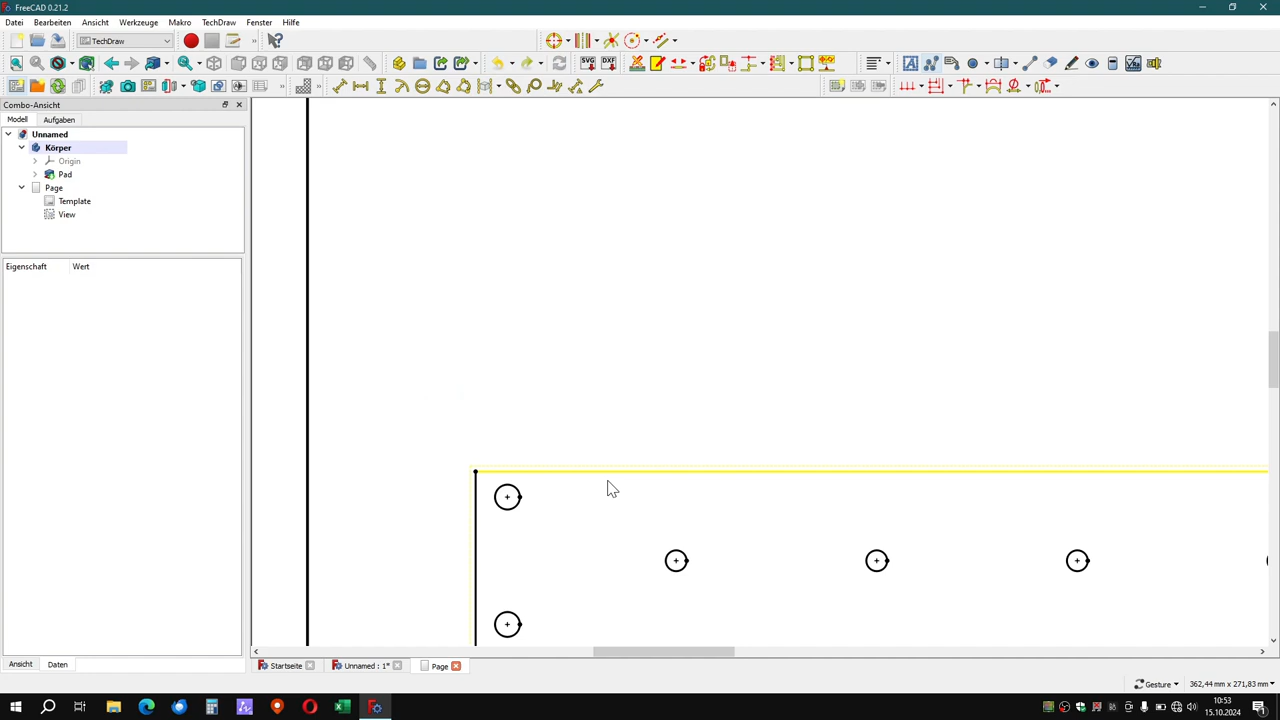 FreeCAD 0.21.2
Datei Bearbeiten Ansicht Werkzeuge Makro TechDraw Fenster Hilfe
TechDraw
SVG DXF
Combo-Ansicht
Modell Aufgaben
Unnamed
Körper
Origin
Pad
Page
Template
View
Eigenschaft Wert
Ansicht Daten
Startseite Unnamed : 1* Page
Gesture 362,44 mm x 271,83 mm
10:53
15.10.2024